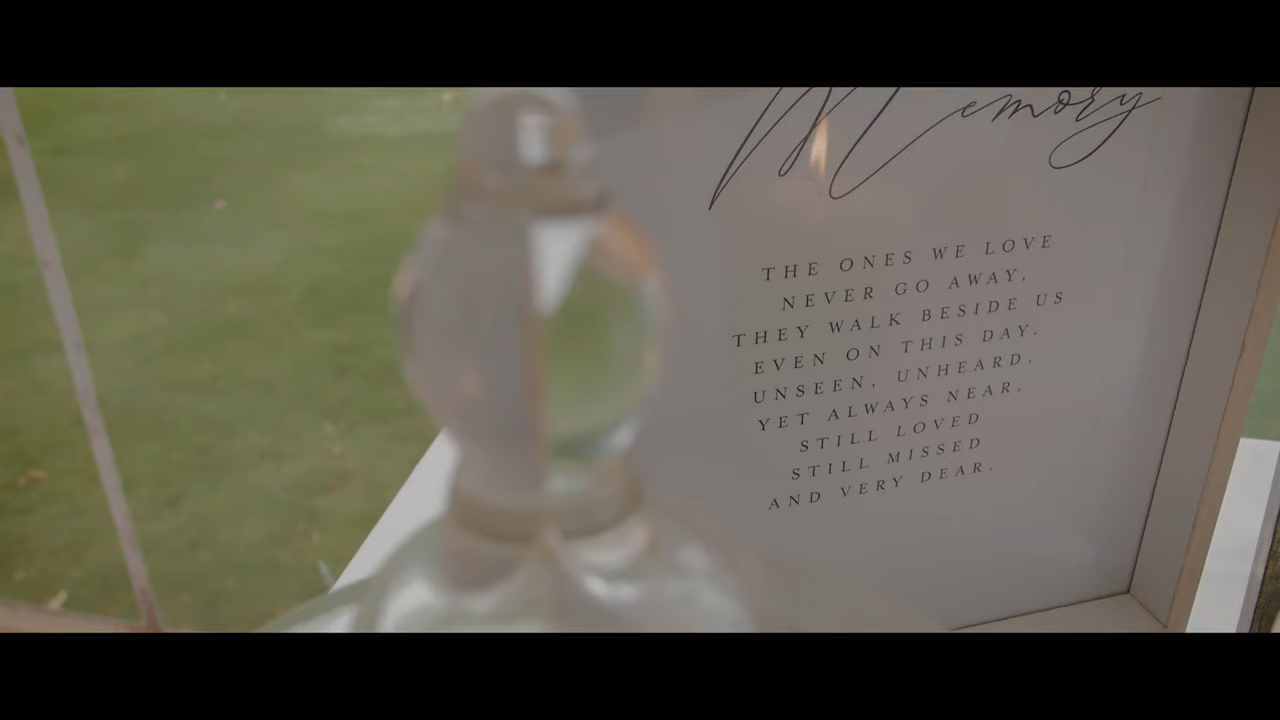 Memory
THE ONES WE LOVE
NEVER GO AWAY,
THEY WALK BESIDE US
EVEN ON THIS DAY.
UNSEEN, UNHEARD,
YET ALWAYS NEAR,
STILL LOVED
STILL MISSED
AND VERY DEAR.